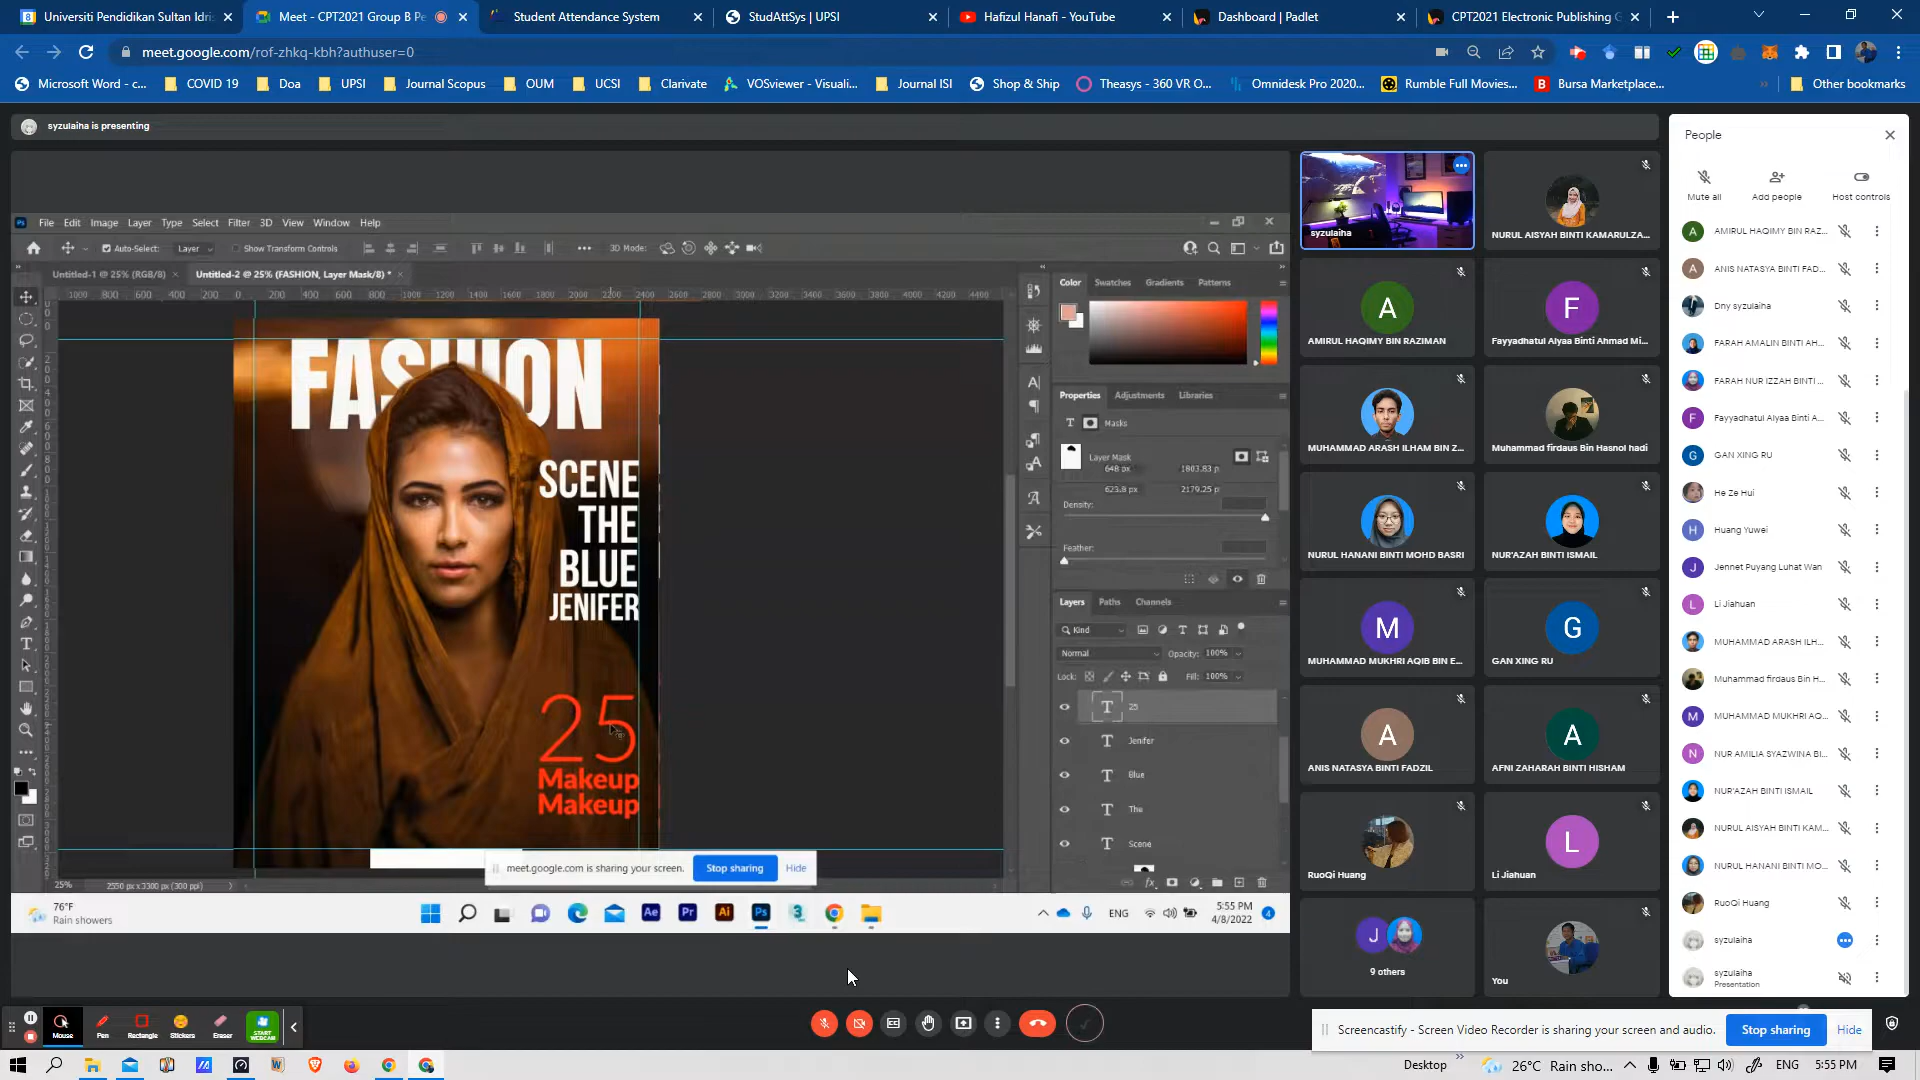 Universiti Pendidikan Sultan Idris
Meet - CPT2021 Group B Pe
Student Attendance System
StudAttSys | UPSI
Hafizul Hanafi - YouTube
Dashboard | Padlet
CPT2021 Electronic Publishing G
meet.google.com/rof-zhkq-kbh?authuser=0
Microsoft Word - c...
COVID 19
Doa
UPSI
Journal Scopus
OUM
UCSI
Clarivate
VOSviewer - Visuali...
Journal ISI
Shop & Ship
Theasys - 360 VR O...
Omnidesk Pro 2020...
Rumble Full Movies...
Bursa Marketplace...
Other bookmarks
syzulaiha is presenting
File Edit Image Layer Type Select Filter 3D View Window Help
Auto-Select: Layer Show Transform Controls 3D Mode:
Untitled-1 @ 25% (RGB/8)
Untitled-2 @ 25% (FASHION, Layer Mask/8) *
FASHION
SCENE
THE
BLUE
JENIFER
25
Makeup
Makeup
Color Swatches Gradients Patterns
Properties Adjustments Libraries
Masks
Layer Mask
648 px 1803.83 p
623.8 px 2179.25 p
Density:
Feather:
Layers Paths Channels
Kind
Normal Opacity: 100%
Lock: Fill: 100%
25
Jenifer
Blue
The
Scene
25% 2550 px x 3300 px (300 ppi)
meet.google.com is sharing your screen. Stop sharing Hide
76°F
Rain showers
Ae Pr Ai Ps
ENG
5:55 PM
4/8/2022
syzulaiha
NURUL AISYAH BINTI KAMARULZA...
AMIRUL HAQIMY BIN RAZIMAN
Fayyadhatul Alyaa Binti Ahmad Mi...
MUHAMMAD ARASH ILHAM BIN Z...
Muhammad firdaus Bin Hasnol hadi
NURUL HANANI BINTI MOHD BASRI
NUR'AZAH BINTI ISMAIL
MUHAMMAD MUKHRI AQIB BIN E...
GAN XING RU
ANIS NATASYA BINTI FADZIL
AFNI ZAHARAH BINTI HISHAM
RuoQi Huang
Li Jiahuan
9 others
You
People
Mute all
Add people
Host controls
AMIRUL HAQIMY BIN RAZ...
ANIS NATASYA BINTI FAD...
Dny syzulaiha
FARAH AMALIN BINTI AH...
FARAH NUR IZZAH BINTI ...
Fayyadhatul Alyaa Binti A...
GAN XING RU
He Ze Hui
Huang Yuwei
Jennet Puyang Luhat Wan
Li Jiahuan
MUHAMMAD ARASH ILH...
Muhammad firdaus Bin H...
MUHAMMAD MUKHRI AQ...
NUR AMILIA SYAZWINA BI...
NUR'AZAH BINTI ISMAIL
NURUL AISYAH BINTI KAM...
NURUL HANANI BINTI MO...
RuoQi Huang
syzulaiha
syzulaiha
Presentation
Mouse
Pen
Rectangle
Stickers
Eraser
START WEBCAM
Screencastify - Screen Video Recorder is sharing your screen and audio. Stop sharing Hide
Desktop
26°C Rain sho...
ENG
5:55 PM